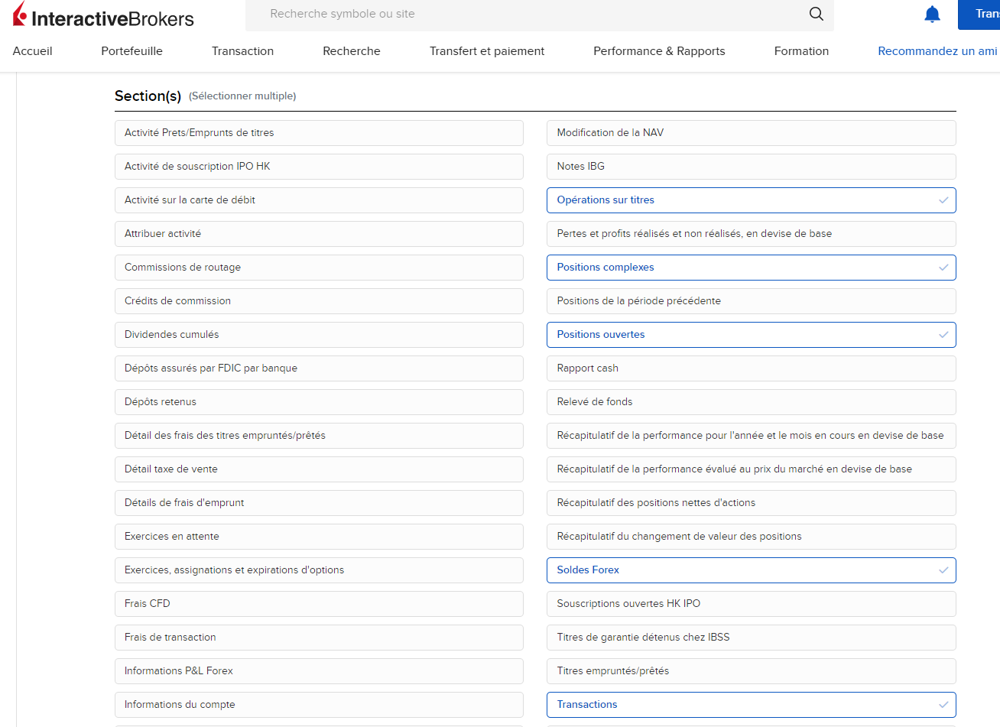 InteractiveBrokers
Recherche symbole ou site
Tran
Accueil
Portefeuille
Transaction
Recherche
Transfert et paiement
Performance & Rapports
Formation
Recommandez un ami
Section(s) (Sélectionner multiple)
Activité Prets/Emprunts de titres
Activité de souscription IPO HK
Activité sur la carte de débit
Attribuer activité
Commissions de routage
Crédits de commission
Dividendes cumulés
Dépôts assurés par FDIC par banque
Dépôts retenus
Détail des frais des titres empruntés/prêtés
Détail taxe de vente
Détails de frais d'emprunt
Exercices en attente
Exercices, assignations et expirations d'options
Frais CFD
Frais de transaction
Informations P&L Forex
Informations du compte
Modification de la NAV
Notes IBG
Opérations sur titres
Pertes et profits réalisés et non réalisés, en devise de base
Positions complexes
Positions de la période précédente
Positions ouvertes
Rapport cash
Relevé de fonds
Récapitulatif de la performance pour l'année et le mois en cours en devise de base
Récapitulatif de la performance évalué au prix du marché en devise de base
Récapitulatif des positions nettes d'actions
Récapitulatif du changement de valeur des positions
Soldes Forex
Souscriptions ouvertes HK IPO
Titres de garantie détenus chez IBSS
Titres empruntés/prêtés
Transactions